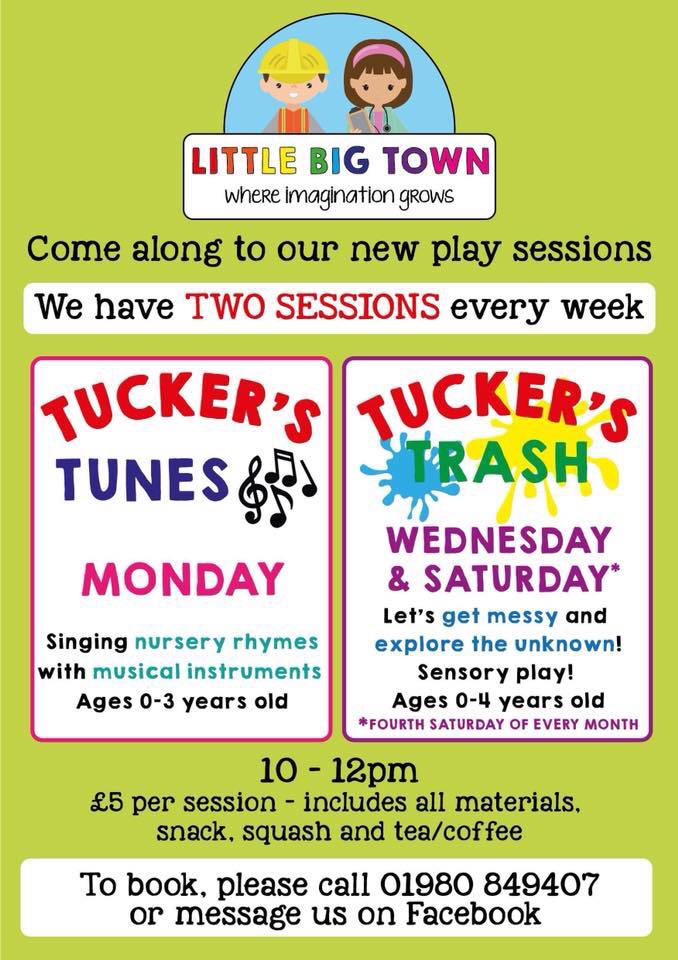 LITTLE BIG TOWN
where imagination grows
Come along to our new play sessions
We have TWO SESSIONS every week
TUCKER'S
TUNES
MONDAY
Singing nursery rhymes
with musical instruments
Ages 0-3 years old
TUCKER'S
TRASH
WEDNESDAY
& SATURDAY*
Let's get messy and
explore the unknown!
Sensory play!
Ages 0-4 years old
*FOURTH SATURDAY OF EVERY MONTH
10 - 12pm
£5 per session - includes all materials,
snack, squash and tea/coffee
To book, please call 01980 849407
or message us on Facebook